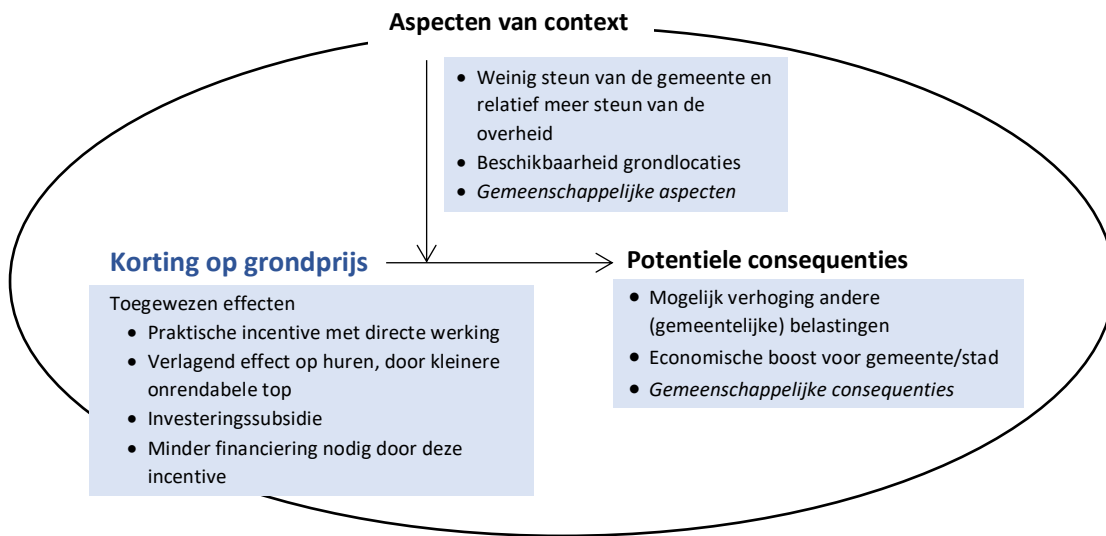 Aspecten van context
• Weinig steun van de gemeente en
relatief meer steun van de
overheid
• Beschikbaarheid grondlocaties
• Gemeenschappelijke aspecten
Korting op grondprijs
Toegewezen effecten
• Praktische incentive met directe werking
• Verlagend effect op huren, door kleinere
onrendabele top
• Investeringssubsidie
• Minder financiering nodig door deze
incentive
Potentiele consequenties
• Mogelijk verhoging andere
(gemeentelijke) belastingen
• Economische boost voor gemeente/stad
• Gemeenschappelijke consequenties